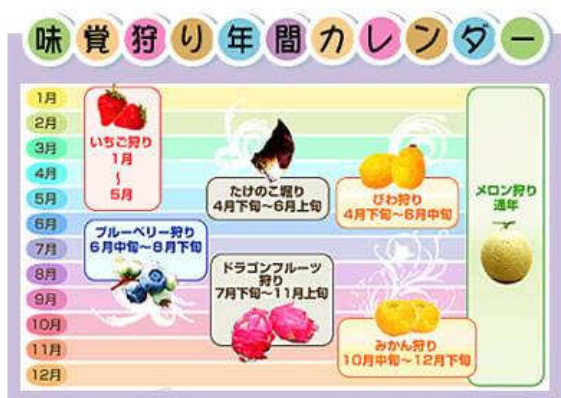 味覚狩り年間カレンダー
1月
2月
3月
4月
5月
6月
7月
8月
9月
10月
11月
12月
いちご狩り
1月
〜
5月
たけのこ堀り
4月下旬〜6月上旬
びわ狩り
4月下旬〜6月中旬
メロン狩り
通年
ブルーベリー狩り
6月中旬〜8月下旬
ドラゴンフルーツ
狩り
7月下旬〜11月上旬
みかん狩り
10月中旬〜12月下旬